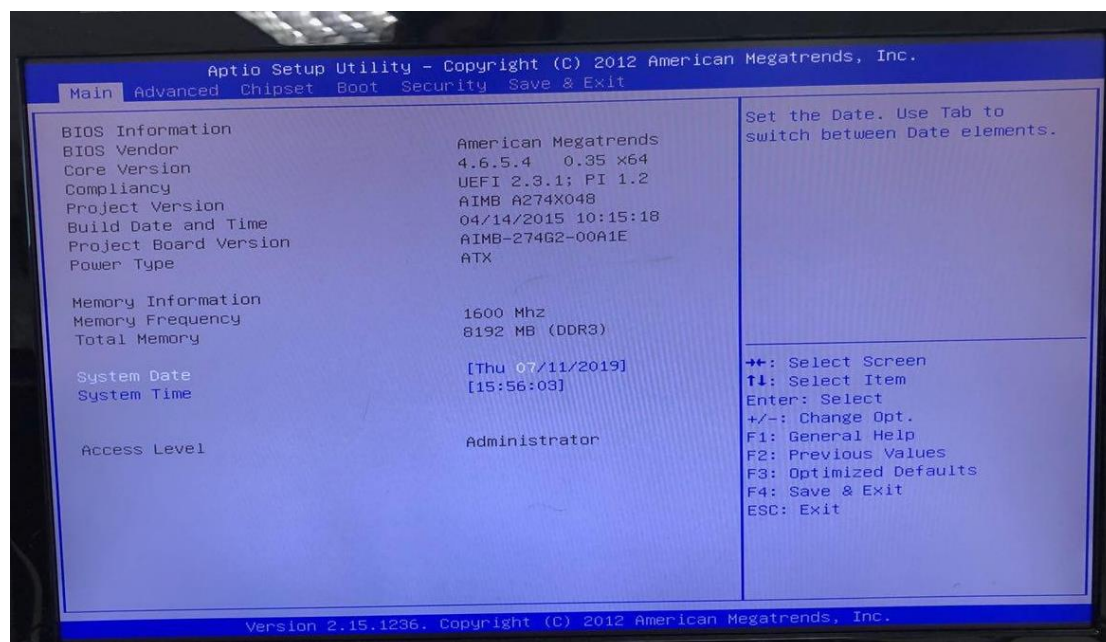 Aptio Setup Utility – Copyright (C) 2012 American Megatrends, Inc.
Main Advanced Chipset Boot Security Save & Exit
BIOS Information
BIOS Vendor American Megatrends
Core Version 4.6.5.4 0.35 x64
Compliancy UEFI 2.3.1; PI 1.2
Project Version AIMB A274X048
Build Date and Time 04/14/2015 10:15:18
Project Board Version AIMB-274G2-00A1E
Power Type ATX
Memory Information
Memory Frequency 1600 Mhz
Total Memory 8192 MB (DDR3)
System Date [Thu 07/11/2019]
System Time [15:56:03]
Access Level Administrator
Set the Date. Use Tab to
switch between Date elements.
→←: Select Screen
↑↓: Select Item
Enter: Select
+/-: Change Opt.
F1: General Help
F2: Previous Values
F3: Optimized Defaults
F4: Save & Exit
ESC: Exit
Version 2.15.1236. Copyright (C) 2012 American Megatrends, Inc.